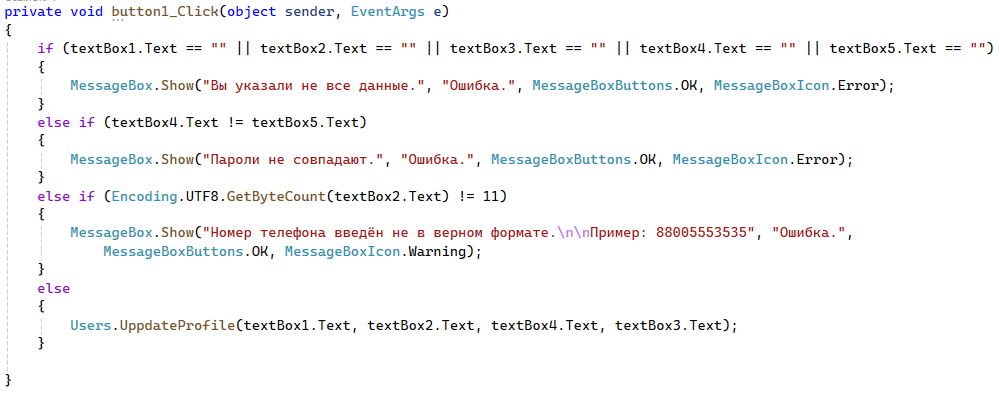 private void button1_Click(object sender, EventArgs e)
{
    if (textBox1.Text == "" || textBox2.Text == "" || textBox3.Text == "" || textBox4.Text == "" || textBox5.Text == "")
    {
        MessageBox.Show("Вы указали не все данные.", "Ошибка.", MessageBoxButtons.OK, MessageBoxIcon.Error);
    }
    else if (textBox4.Text != textBox5.Text)
    {
        MessageBox.Show("Пароли не совпадают.", "Ошибка.", MessageBoxButtons.OK, MessageBoxIcon.Error);
    }
    else if (Encoding.UTF8.GetByteCount(textBox2.Text) != 11)
    {
        MessageBox.Show("Номер телефона введён не в верном формате.\n\nПример: 88005553535", "Ошибка.",
            MessageBoxButtons.OK, MessageBoxIcon.Warning);
    }
    else
    {
        Users.UppdateProfile(textBox1.Text, textBox2.Text, textBox4.Text, textBox3.Text);
    }

}